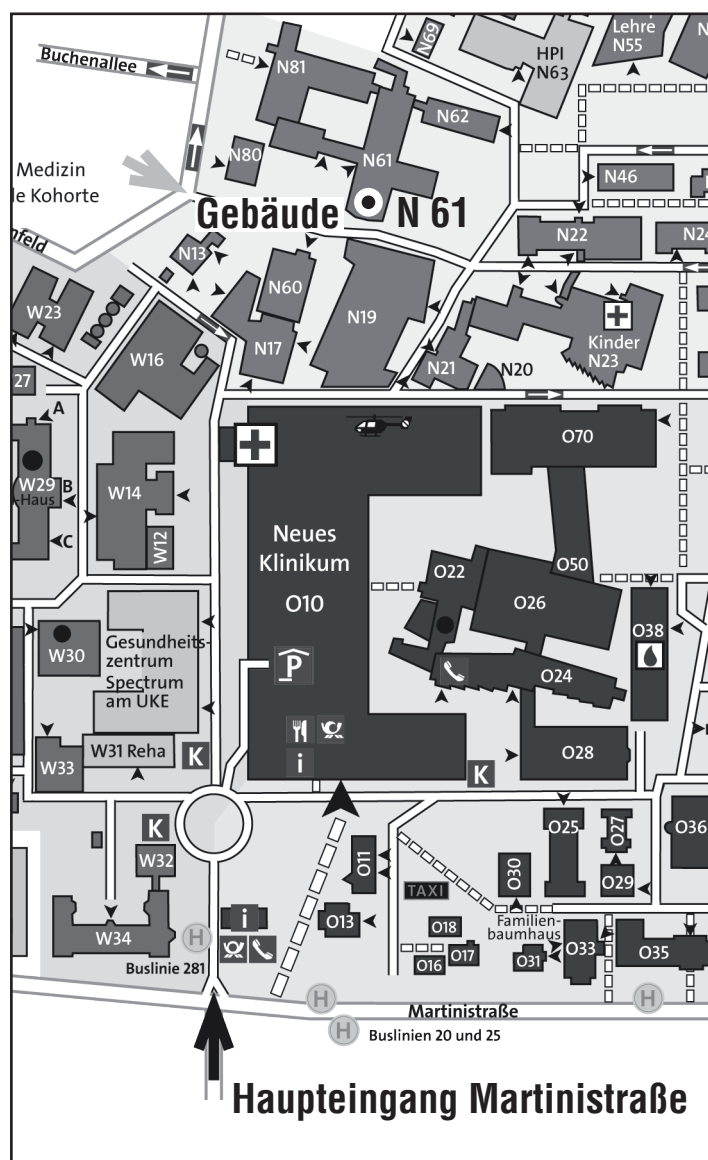 N69
Lehre
N55
HPI
N63
Buchenallee
N81
N62
N80
N61
Medizin
le Kohorte
N46
Gebäude
N 61
nfeld
N22
N24
N13
W23
N60
N19
W16
N17
Kinder
N23
N21
N20
27
A
O70
W29
-Haus
B
C
W14
W12
Neues
Klinikum
O10
O50
O22
O26
O38
W30
Gesundheits-
zentrum
Spectrum
am UKE
P
O24
W31 Reha
K
W33
i
K
O28
K
W32
O11
O25
O27
O36
O30
O29
TAXI
i
O13
Familien-
baumhaus
W34
H
O18
O17
O16
O31
O33
O35
Buslinie 281
H
H
Martinistraße
H
Buslinien 20 und 25
Haupteingang Martinistraße